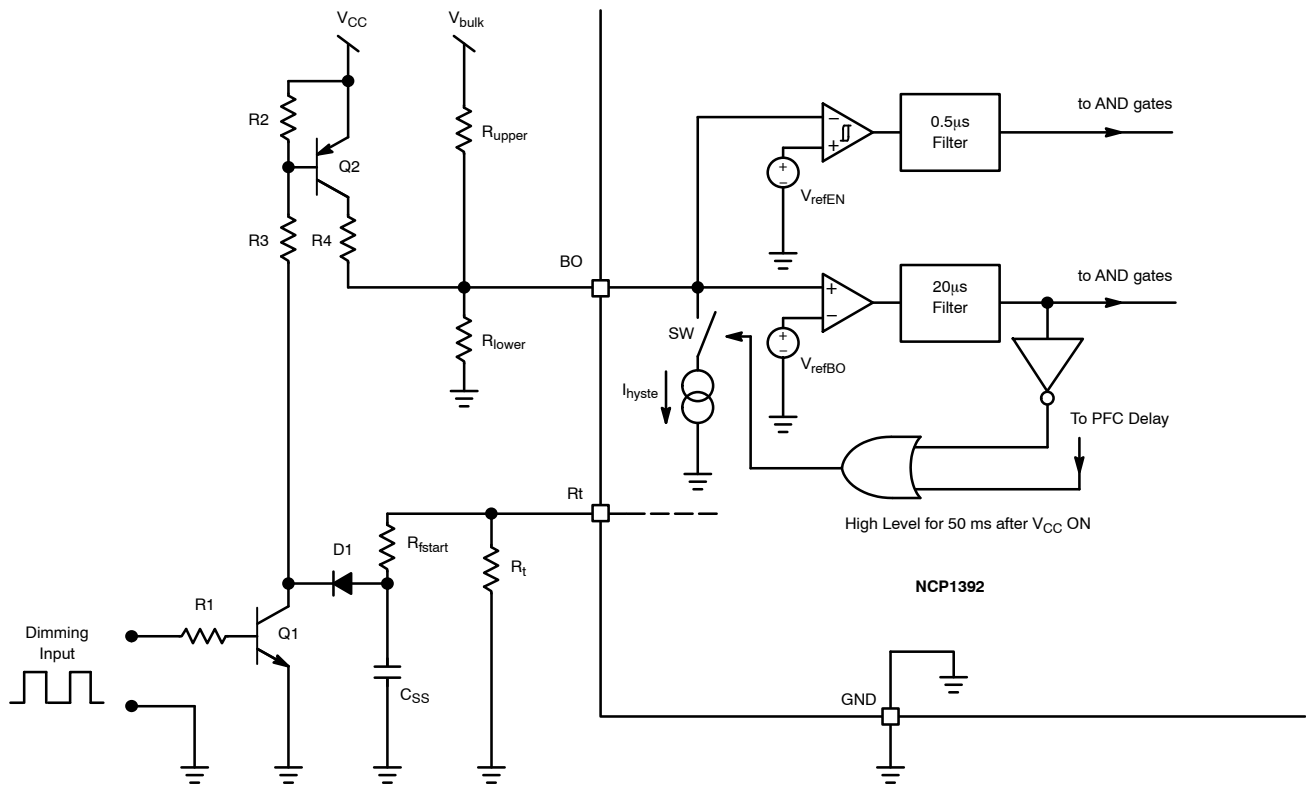 VCC
Vbulk
R2
Q2
Rupper
R3
R4
BO
Rlower
to AND gates
0.5μs
Filter
−
+
+
−
VrefEN
to AND gates
20μs
Filter
+
−
+
−
VrefBO
SW
Ihyste
To PFC Delay
High Level for 50 ms after VCC ON
Rt
Rfstart
Rt
D1
R1
Q1
CSS
Dimming
Input
NCP1392
GND